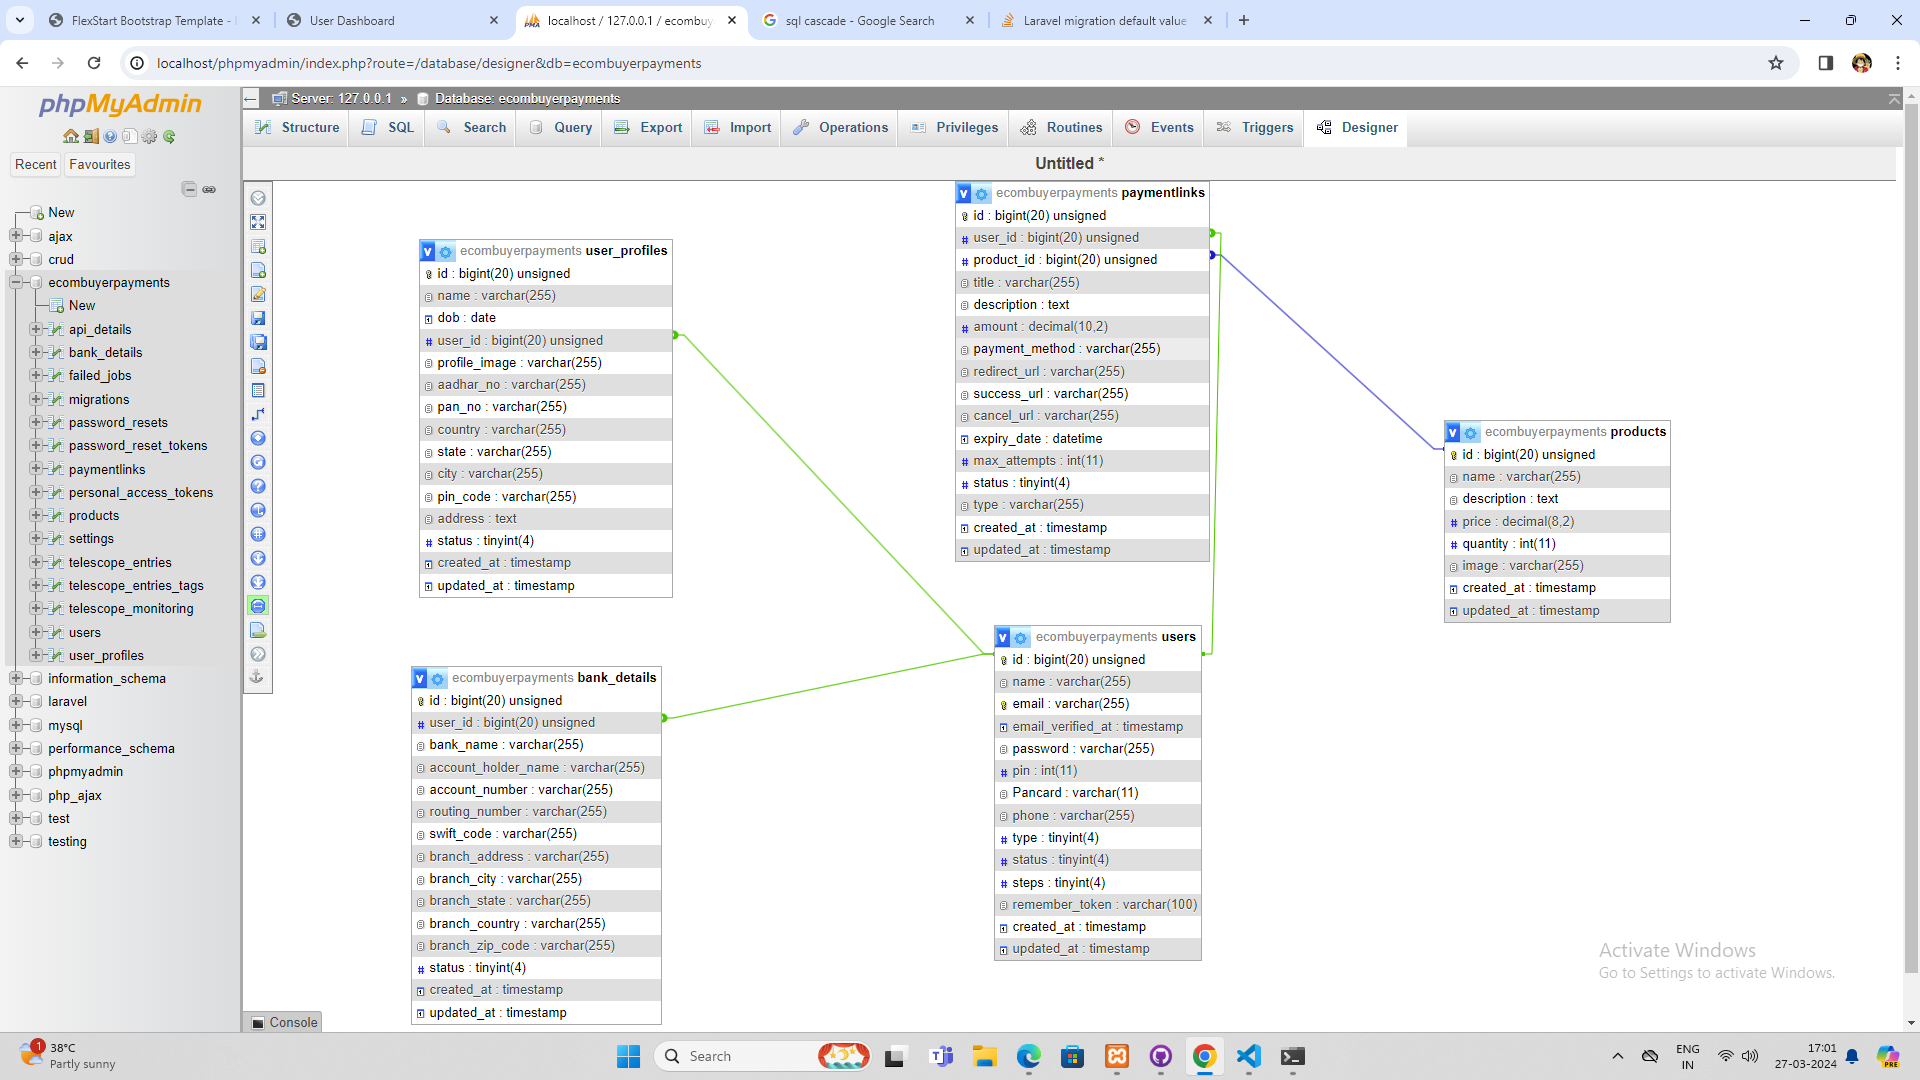 FlexStart Bootstrap Template -
User Dashboard
localhost / 127.0.0.1 / ecombuy
sql cascade - Google Search
Laravel migration default value
localhost/phpmyadmin/index.php?route=/database/designer&db=ecombuyerpayments
phpMyAdmin
Recent
Favourites
New
ajax
crud
ecombuyerpayments
New
api_details
bank_details
failed_jobs
migrations
password_resets
password_reset_tokens
paymentlinks
personal_access_tokens
products
settings
telescope_entries
telescope_entries_tags
telescope_monitoring
users
user_profiles
information_schema
laravel
mysql
performance_schema
phpmyadmin
php_ajax
test
testing
Server: 127.0.0.1 » Database: ecombuyerpayments
Structure
SQL
Search
Query
Export
Import
Operations
Privileges
Routines
Events
Triggers
Designer
Untitled *
v ecombuyerpayments user_profiles
id : bigint(20) unsigned
name : varchar(255)
dob : date
# user_id : bigint(20) unsigned
profile_image : varchar(255)
aadhar_no : varchar(255)
pan_no : varchar(255)
country : varchar(255)
state : varchar(255)
city : varchar(255)
pin_code : varchar(255)
address : text
# status : tinyint(4)
created_at : timestamp
updated_at : timestamp
v ecombuyerpayments paymentlinks
id : bigint(20) unsigned
# user_id : bigint(20) unsigned
# product_id : bigint(20) unsigned
title : varchar(255)
description : text
# amount : decimal(10,2)
payment_method : varchar(255)
redirect_url : varchar(255)
success_url : varchar(255)
cancel_url : varchar(255)
expiry_date : datetime
# max_attempts : int(11)
# status : tinyint(4)
type : varchar(255)
created_at : timestamp
updated_at : timestamp
v ecombuyerpayments products
id : bigint(20) unsigned
name : varchar(255)
description : text
# price : decimal(8,2)
# quantity : int(11)
image : varchar(255)
created_at : timestamp
updated_at : timestamp
v ecombuyerpayments bank_details
id : bigint(20) unsigned
# user_id : bigint(20) unsigned
bank_name : varchar(255)
account_holder_name : varchar(255)
account_number : varchar(255)
routing_number : varchar(255)
swift_code : varchar(255)
branch_address : varchar(255)
branch_city : varchar(255)
branch_state : varchar(255)
branch_country : varchar(255)
branch_zip_code : varchar(255)
# status : tinyint(4)
created_at : timestamp
updated_at : timestamp
v ecombuyerpayments users
id : bigint(20) unsigned
name : varchar(255)
email : varchar(255)
email_verified_at : timestamp
password : varchar(255)
# pin : int(11)
Pancard : varchar(11)
phone : varchar(255)
# type : tinyint(4)
# status : tinyint(4)
# steps : tinyint(4)
remember_token : varchar(100)
created_at : timestamp
updated_at : timestamp
Activate Windows
Go to Settings to activate Windows.
Console
1
38°C
Partly sunny
Search
ENG
IN
17:01
27-03-2024
PRE